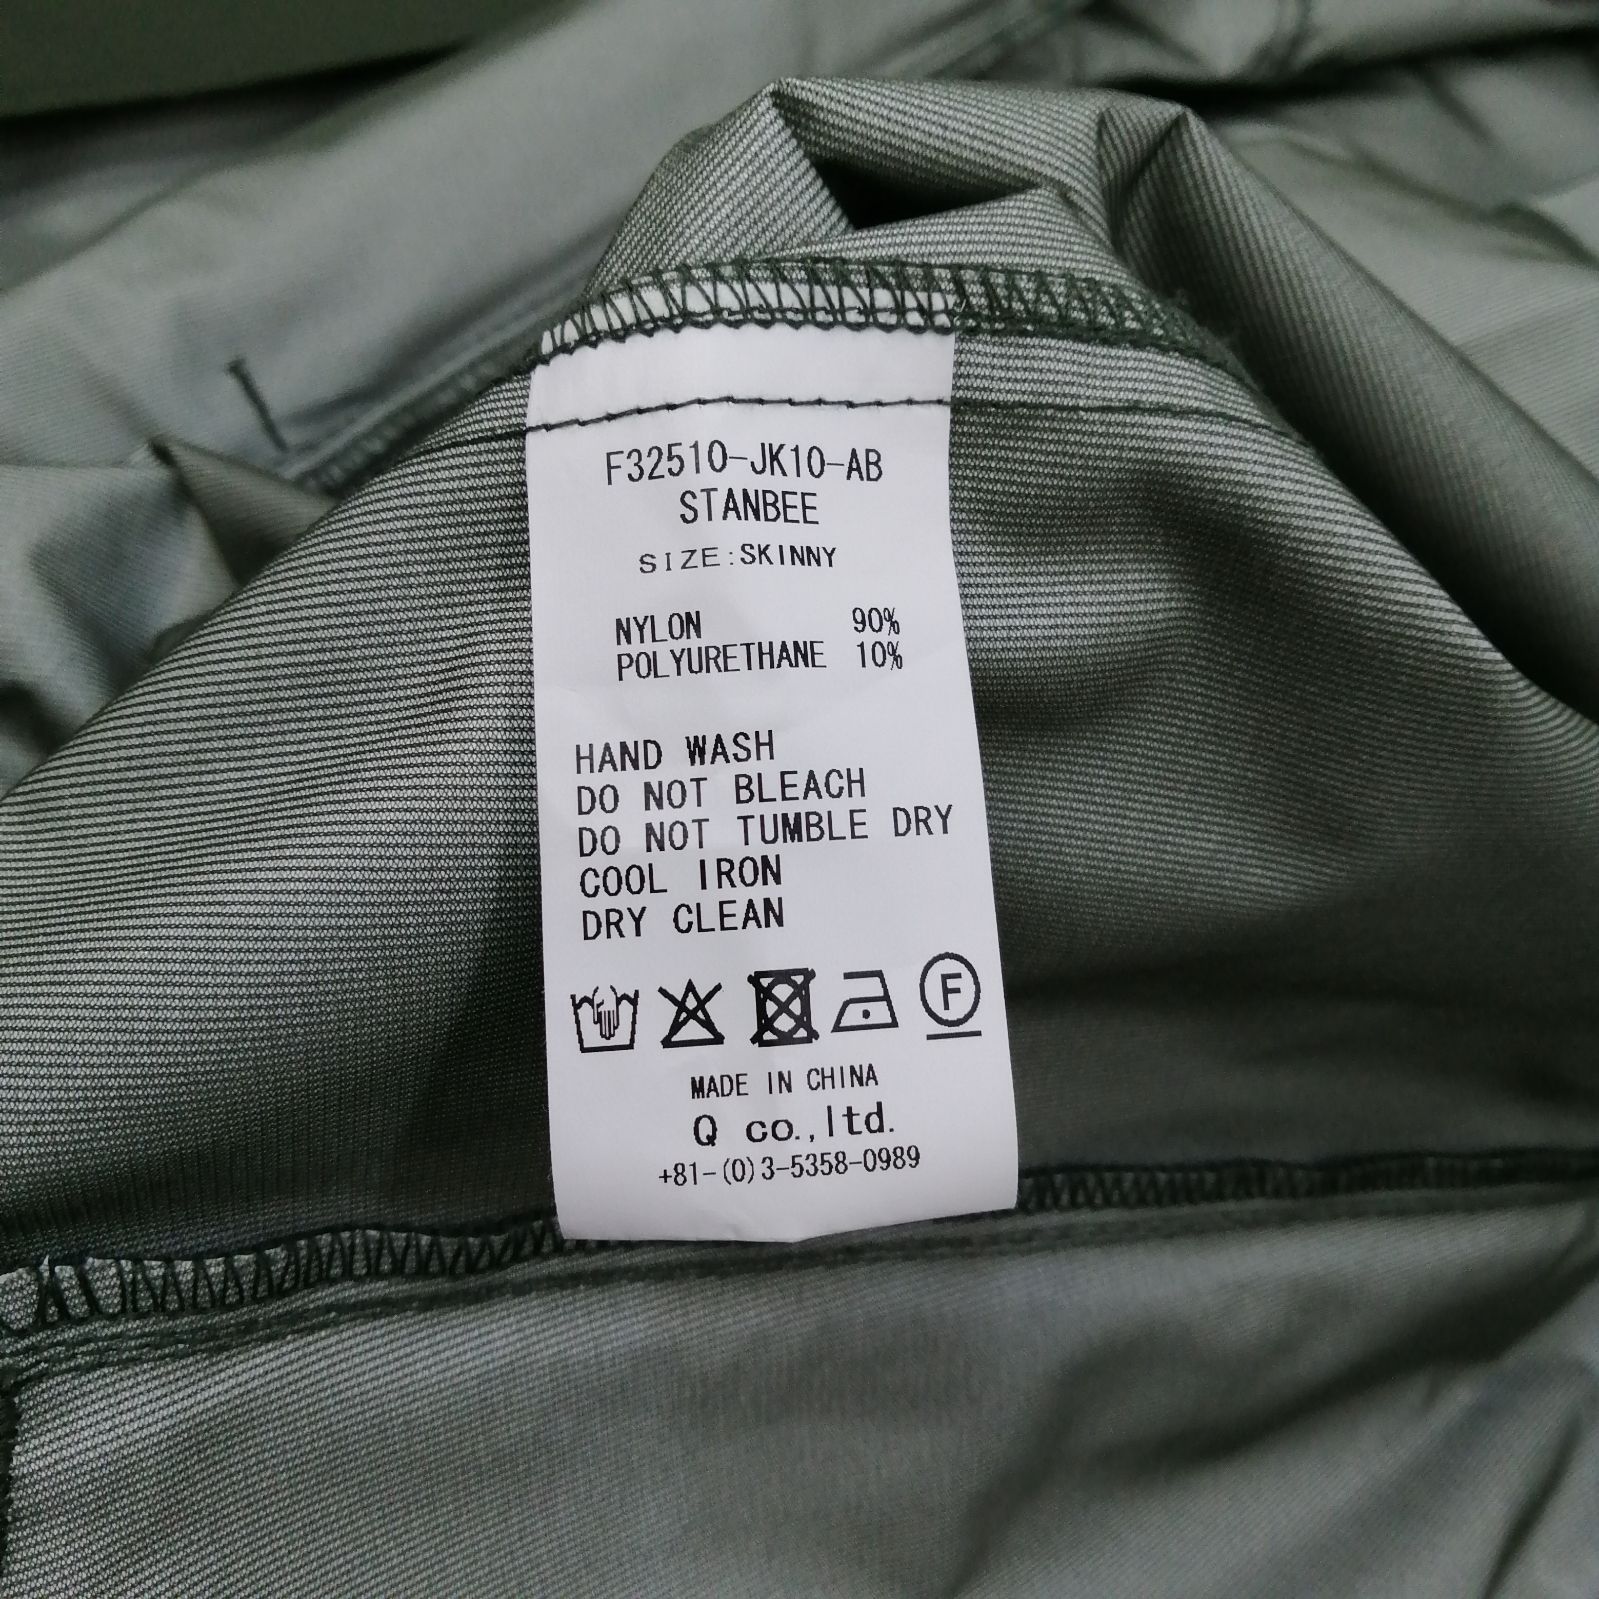 F32510-JK10-AB
STANBEE
SIZE:SKINNY
NYLON 90%
POLYURETHANE 10%
HAND WASH
DO NOT BLEACH
DO NOT TUMBLE DRY
COOL IRON
DRY CLEAN
F
MADE IN CHINA
Q co.,ltd.
+81-(0)3-5358-0989